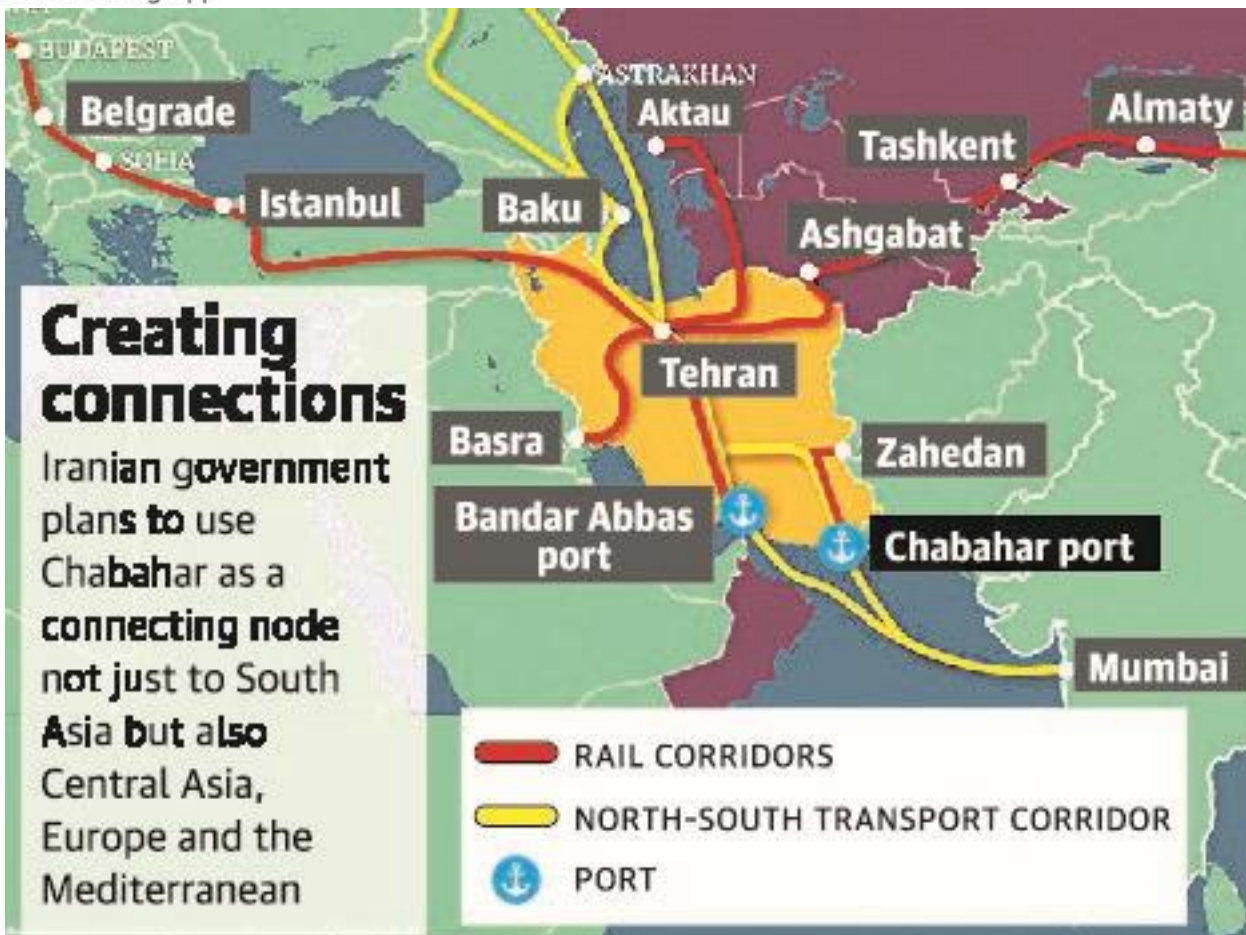 BUDAPEST
Belgrade
SOFIA
Istanbul
ASTRAKHAN
Aktau
Baku
Tashkent
Almaty
Ashgabat
Tehran
Basra
Zahedan
Bandar Abbas
port
Chabahar port
Mumbai
Creating
connections
Iranian government
plans to use
Chabahar as a
connecting node
not just to South
Asia but also
Central Asia,
Europe and the
Mediterranean
RAIL CORRIDORS
NORTH-SOUTH TRANSPORT CORRIDOR
PORT